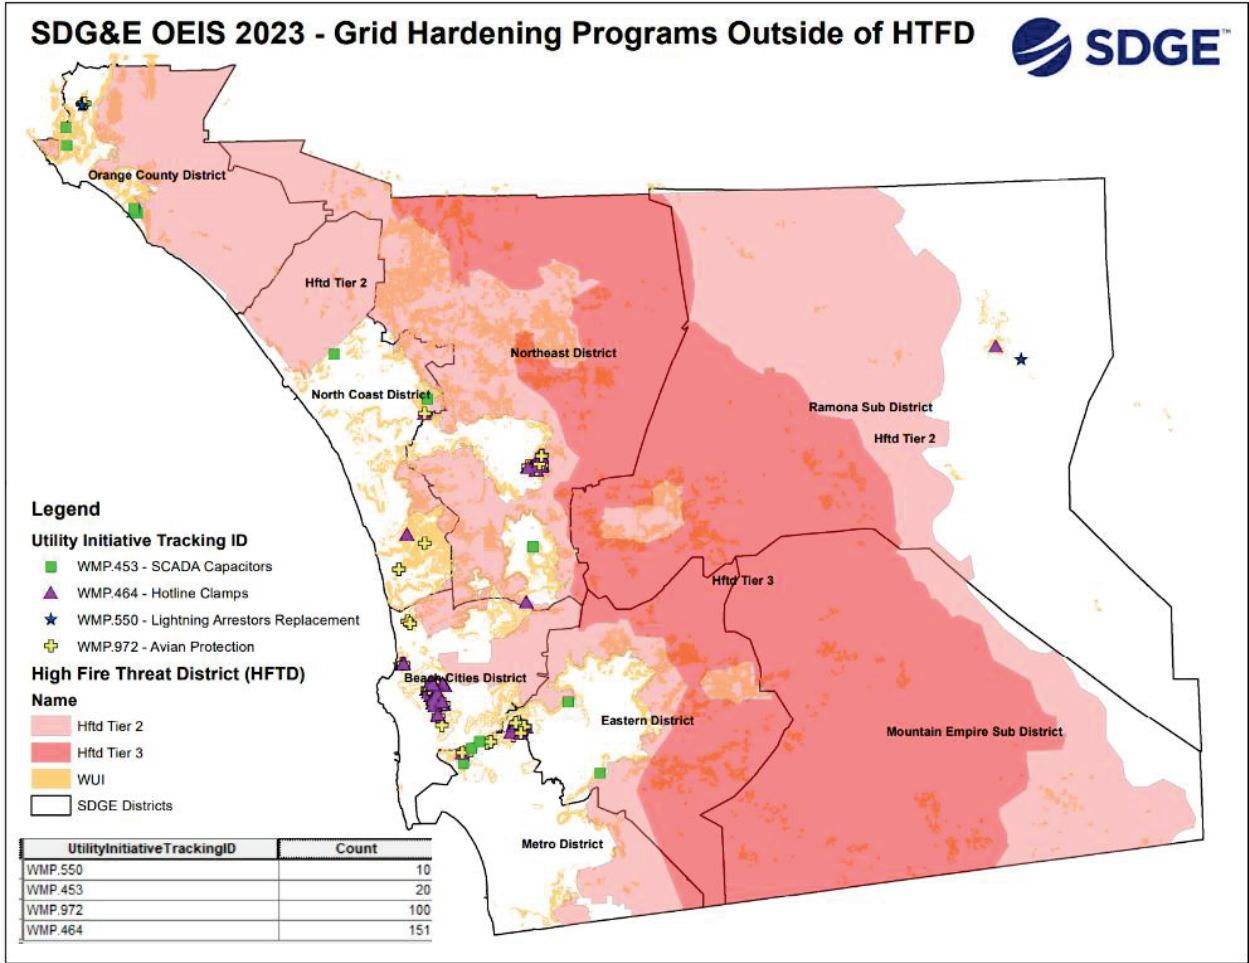 SDG&E OEIS 2023 - Grid Hardening Programs Outside of HTFD
SDGE™
Orange County District
Hftd Tier 2
Northeast District
North Coast District
Ramona Sub District
Hftd Tier 2
Hftd Tier 3
Beach Cities District
Eastern District
Mountain Empire Sub District
Metro District
Legend
Utility Initiative Tracking ID
WMP.453 - SCADA Capacitors
WMP.464 - Hotline Clamps
WMP.550 - Lightning Arrestors Replacement
WMP.972 - Avian Protection
High Fire Threat District (HFTD)
Name
Hftd Tier 2
Hftd Tier 3
WUI
SDGE Districts
UtilityInitiativeTrackingID Count
WMP.550 10
WMP.453 20
WMP.972 100
WMP.464 151